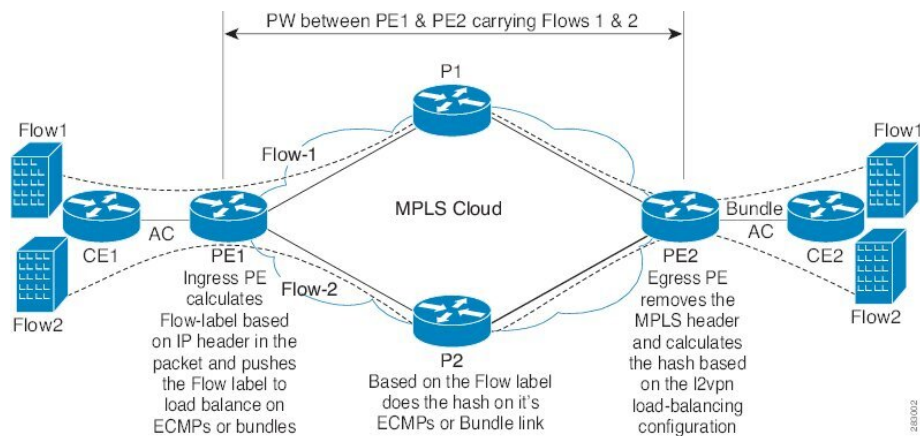 PW between PE1 & PE2 carrying Flows 1 & 2
P1
Flow1
Flow-1
Flow1
MPLS Cloud
Bundle
AC
AC
CE1
PE1
PE2
CE2
Flow2
Flow-2
Flow2
Ingress PE
calculates
Flow-label based
on IP header in the
packet and pushes
the Flow label to
load balance on
ECMPs or bundles
P2
Based on the Flow label
does the hash on it's
ECMPs or Bundle link
Egress PE
removes the
MPLS header
and calculates
the hash based
on the l2vpn
load-balancing
configuration